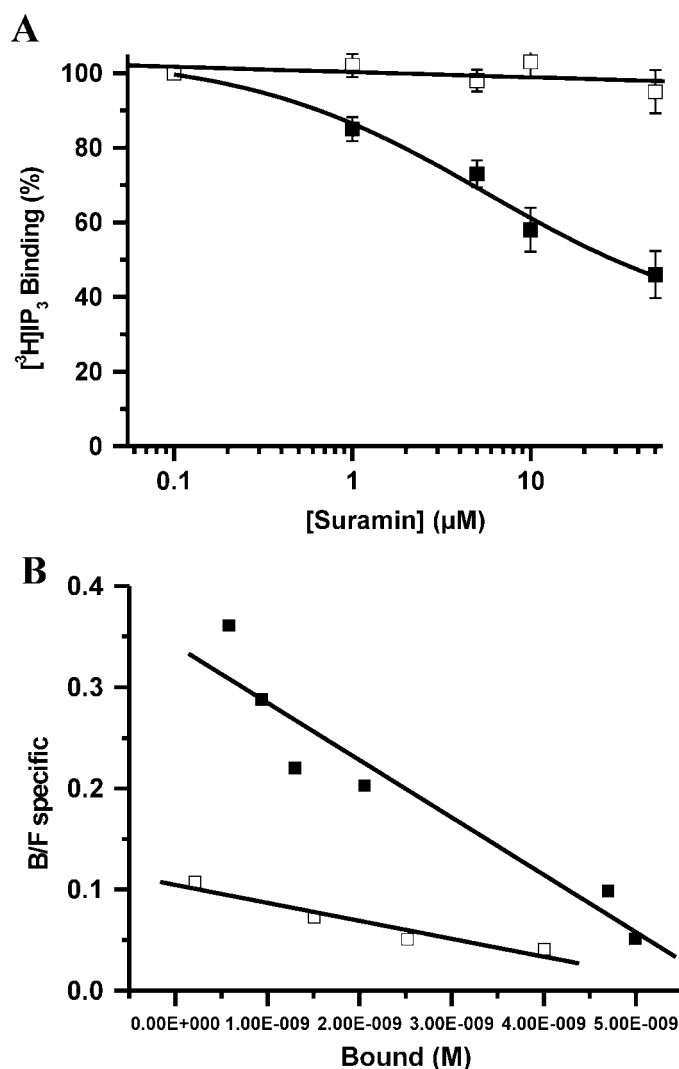 A
100
80
60
40
20
0
[³H]IP₃ Binding (%)
0.1 1 10
[Suramin] (µM)
B
0.4
0.3
0.2
0.1
0.0
B/F specific
0.00E+000 1.00E-009 2.00E-009 3.00E-009 4.00E-009 5.00E-009
Bound (M)